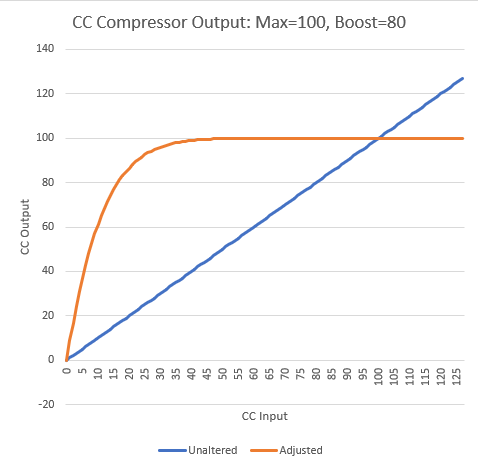 CC Compressor Output: Max=100, Boost=80
140
120
100
80
60
40
20
0
-20
CC Output
0 5 10 15 20 25 30 35 40 45 50 55 60 65 70 75 80 85 90 95 100 105 110 115 120 125
CC Input
Unaltered Adjusted